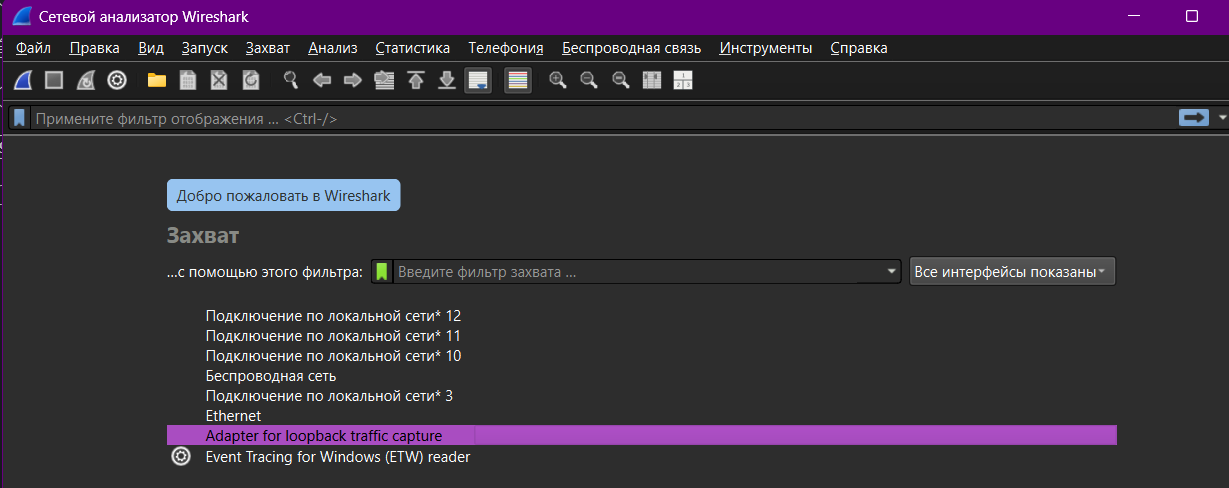 Сетевой анализатор Wireshark
Файл Правка Вид Запуск Захват Анализ Статистика Телефония Беспроводная связь Инструменты Справка
Примените фильтр отображения ... <Ctrl-/>
Добро пожаловать в Wireshark
Захват
...с помощью этого фильтра: Введите фильтр захвата ... Все интерфейсы показаны
Подключение по локальной сети* 12
Подключение по локальной сети* 11
Подключение по локальной сети* 10
Беспроводная сеть
Подключение по локальной сети* 3
Ethernet
Adapter for loopback traffic capture
Event Tracing for Windows (ETW) reader